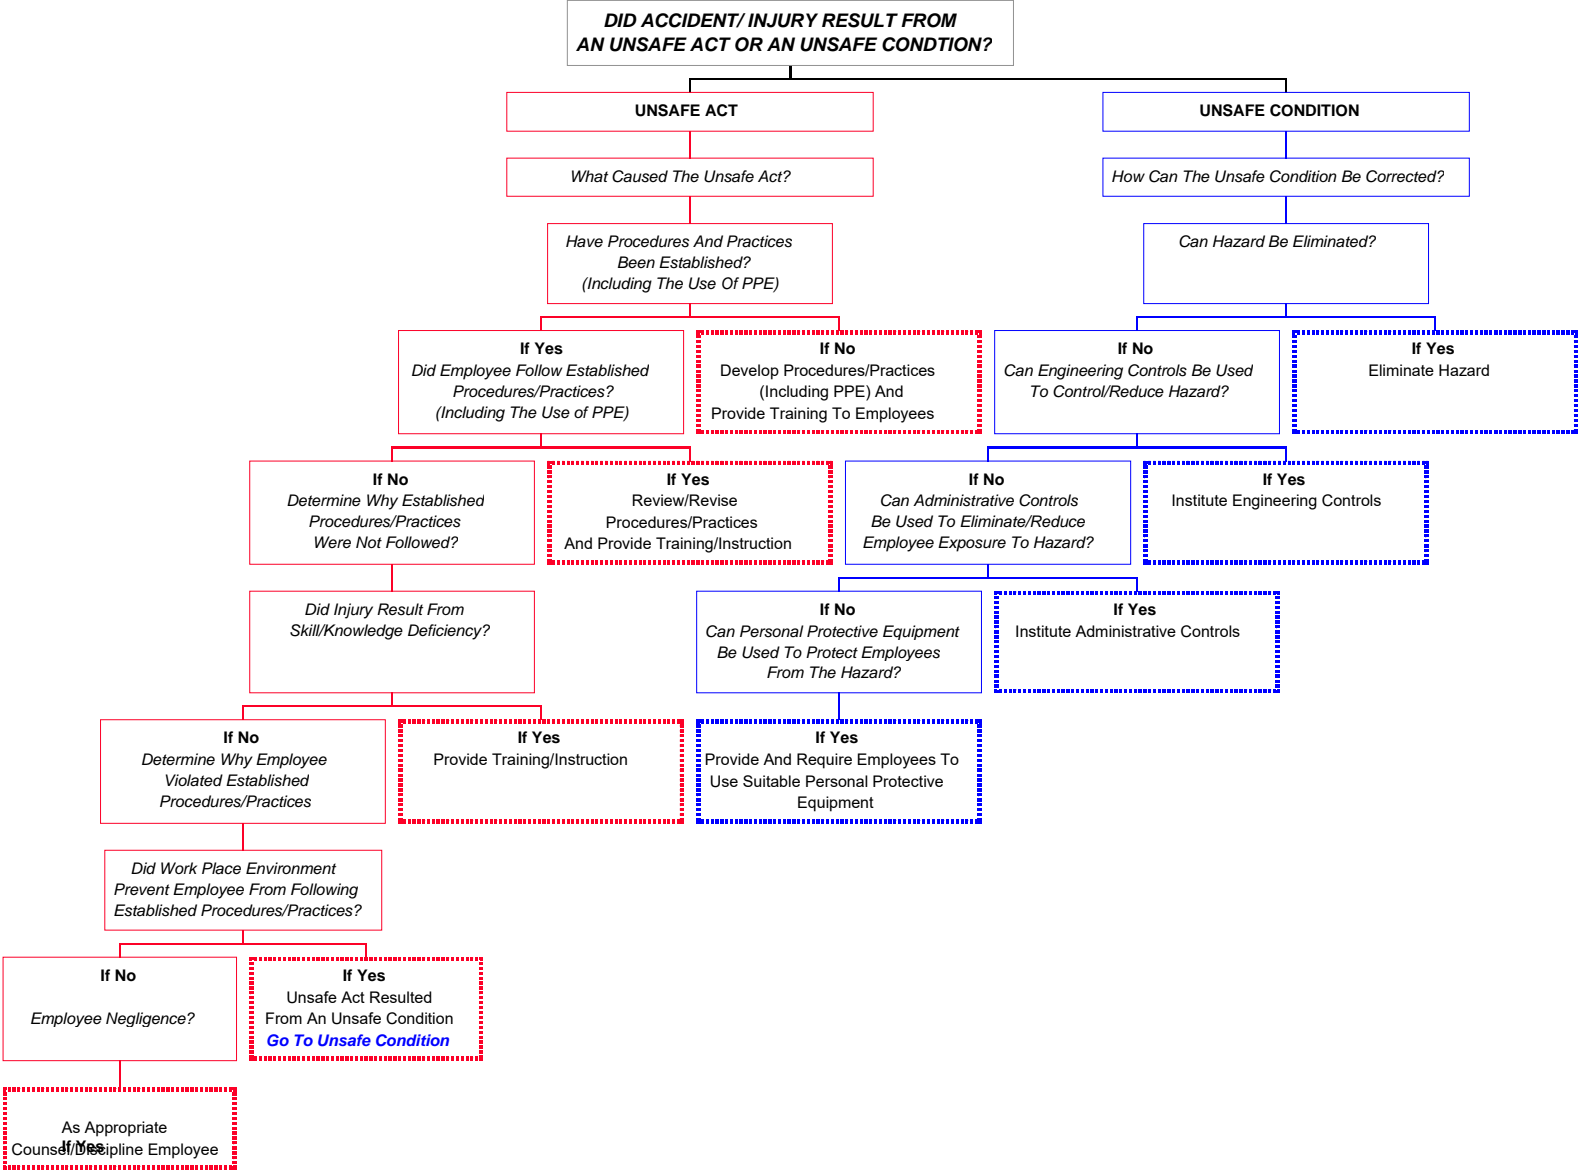 DID ACCIDENT/ INJURY RESULT FROM
AN UNSAFE ACT OR AN UNSAFE CONDTION?
UNSAFE ACT
UNSAFE CONDITION
What Caused The Unsafe Act?
How Can The Unsafe Condition Be Corrected?
Have Procedures And Practices
Been Established?
(Including The Use Of PPE)
Can Hazard Be Eliminated?
If Yes
Did Employee Follow Established
Procedures/Practices?
(Including The Use of PPE)
If No
Develop Procedures/Practices
(Including PPE) And
Provide Training To Employees
If No
Can Engineering Controls Be Used
To Control/Reduce Hazard?
If Yes
Eliminate Hazard
If No
Determine Why Established
Procedures/Practices
Were Not Followed?
If Yes
Review/Revise
Procedures/Practices
And Provide Training/Instruction
If No
Can Administrative Controls
Be Used To Eliminate/Reduce
Employee Exposure To Hazard?
If Yes
Institute Engineering Controls
Did Injury Result From
Skill/Knowledge Deficiency?
If No
Can Personal Protective Equipment
Be Used To Protect Employees
From The Hazard?
If Yes
Institute Administrative Controls
If No
Determine Why Employee
Violated Established
Procedures/Practices
If Yes
Provide Training/Instruction
If Yes
Provide And Require Employees To
Use Suitable Personal Protective
Equipment
Did Work Place Environment
Prevent Employee From Following
Established Procedures/Practices?
If No
Employee Negligence?
If Yes
Unsafe Act Resulted
From An Unsafe Condition
Go To Unsafe Condition
As Appropriate
If Yes
Counsel/Discipline Employee